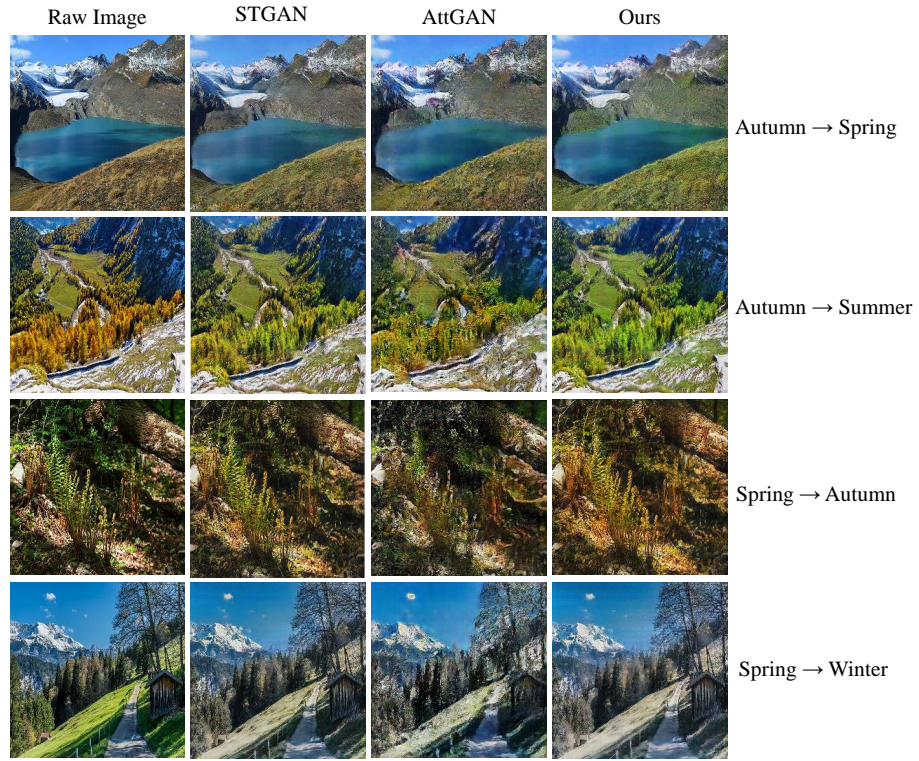 Raw Image STGAN AttGAN Ours
Autumn → Spring
Autumn → Summer
Spring → Autumn
Spring → Winter